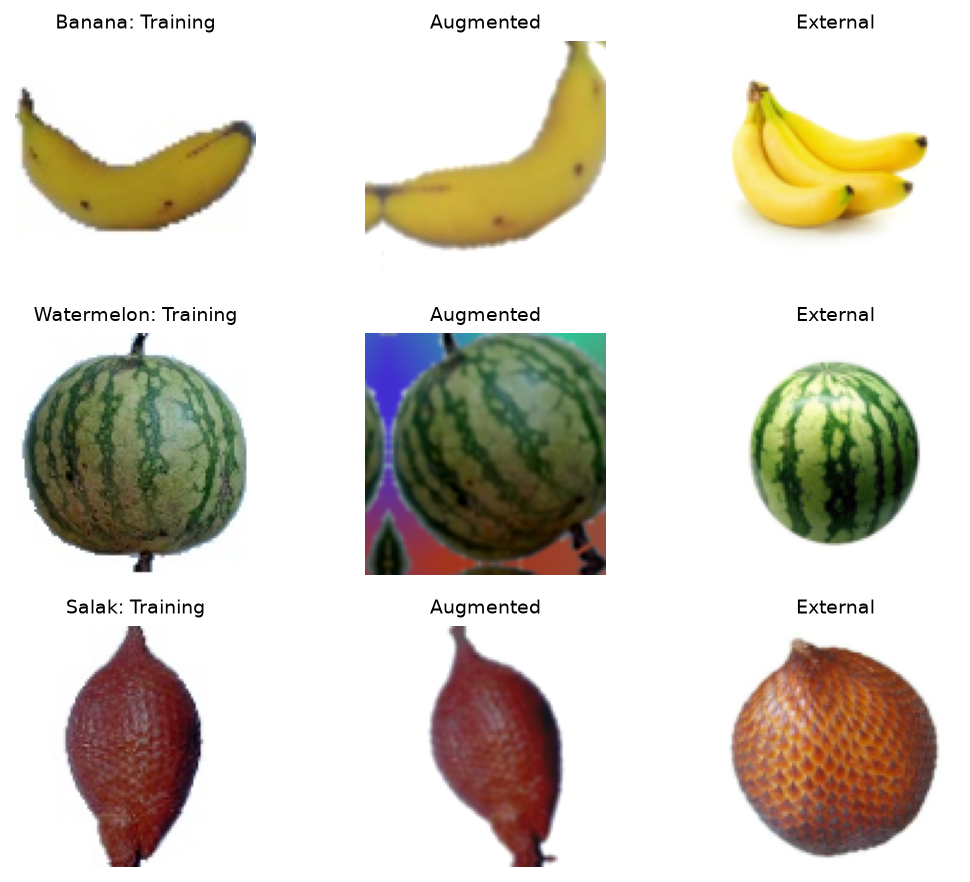 Banana: Training
Augmented
External
Watermelon: Training
Augmented
External
Salak: Training
Augmented
External